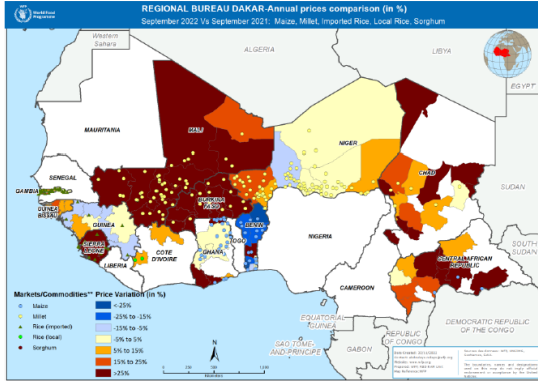 World Food
Programme
REGIONAL BUREAU DAKAR-Annual prices comparison (in %)
September 2022 Vs September 2021: Maize, Millet, Imported Rice, Local Rice, Sorghum
Western
Sahara
ALGERIA
LIBYA
EGYPT
MAURITANIA
MALI
NIGER
CHAD
SUDAN
SENEGAL
GAMBIA
GUINEA
BISSAU
GUINEA
SIERRA
LEONE
LIBERIA
COTE
D'IVOIRE
BURKINA
FASO
GHANA
TOGO
BENIN
NIGERIA
CAMEROON
CENTRAL AFRICAN
REPUBLIC
SOUTH
SUDAN
EQUATORIAL
GUINEA
SAO TOME
AND PRINCIPE
GABON
REPUBLIC OF
CONGO
DEMOCRATIC REPUBLIC
OF THE CONGO
Markets/Commodities** Price Variation (in %)
Maize <-25%
Millet -25% to -15%
Rice (imported) -15% to -5%
Rice (local) -5% to 5%
Sorghum 5% to 15%
15% to 25%
>25%
N